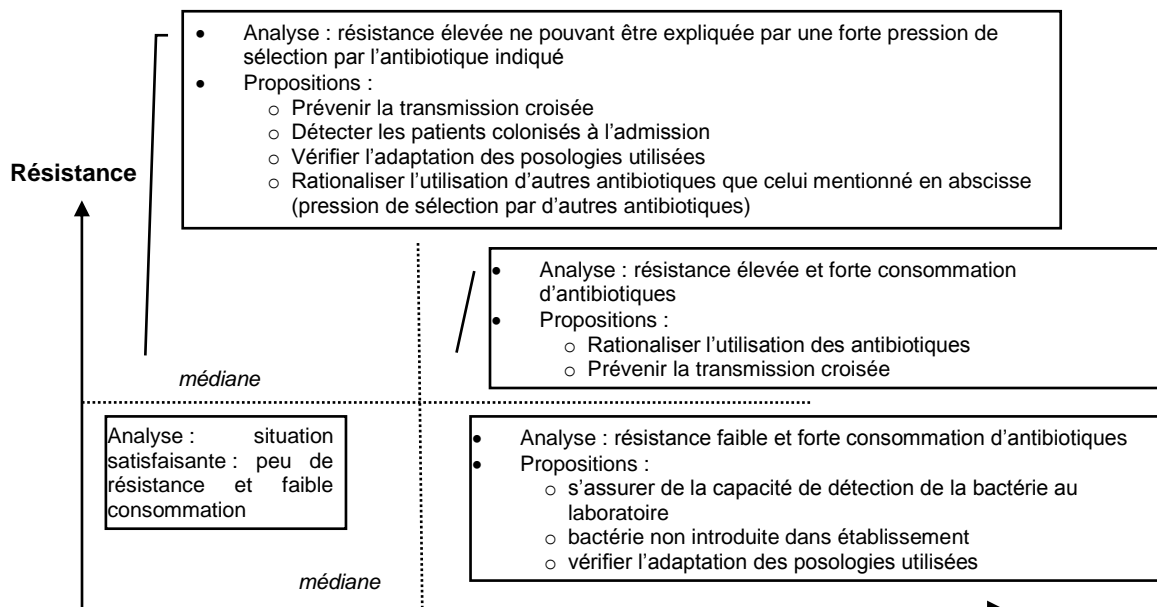 • Analyse : résistance élevée ne pouvant être expliquée par une forte pression de
sélection par l'antibiotique indiqué
• Propositions :
o Prévenir la transmission croisée
o Détecter les patients colonisés à l'admission
o Vérifier l'adaptation des posologies utilisées
o Rationaliser l'utilisation d'autres antibiotiques que celui mentionné en abscisse
(pression de sélection par d'autres antibiotiques)
Résistance
• Analyse : résistance élevée et forte consommation
d'antibiotiques
• Propositions :
o Rationaliser l'utilisation des antibiotiques
o Prévenir la transmission croisée
médiane
Analyse : situation
satisfaisante : peu de
résistance et faible
consommation
• Analyse : résistance faible et forte consommation d'antibiotiques
• Propositions :
o s'assurer de la capacité de détection de la bactérie au
laboratoire
o bactérie non introduite dans établissement
o vérifier l'adaptation des posologies utilisées
médiane